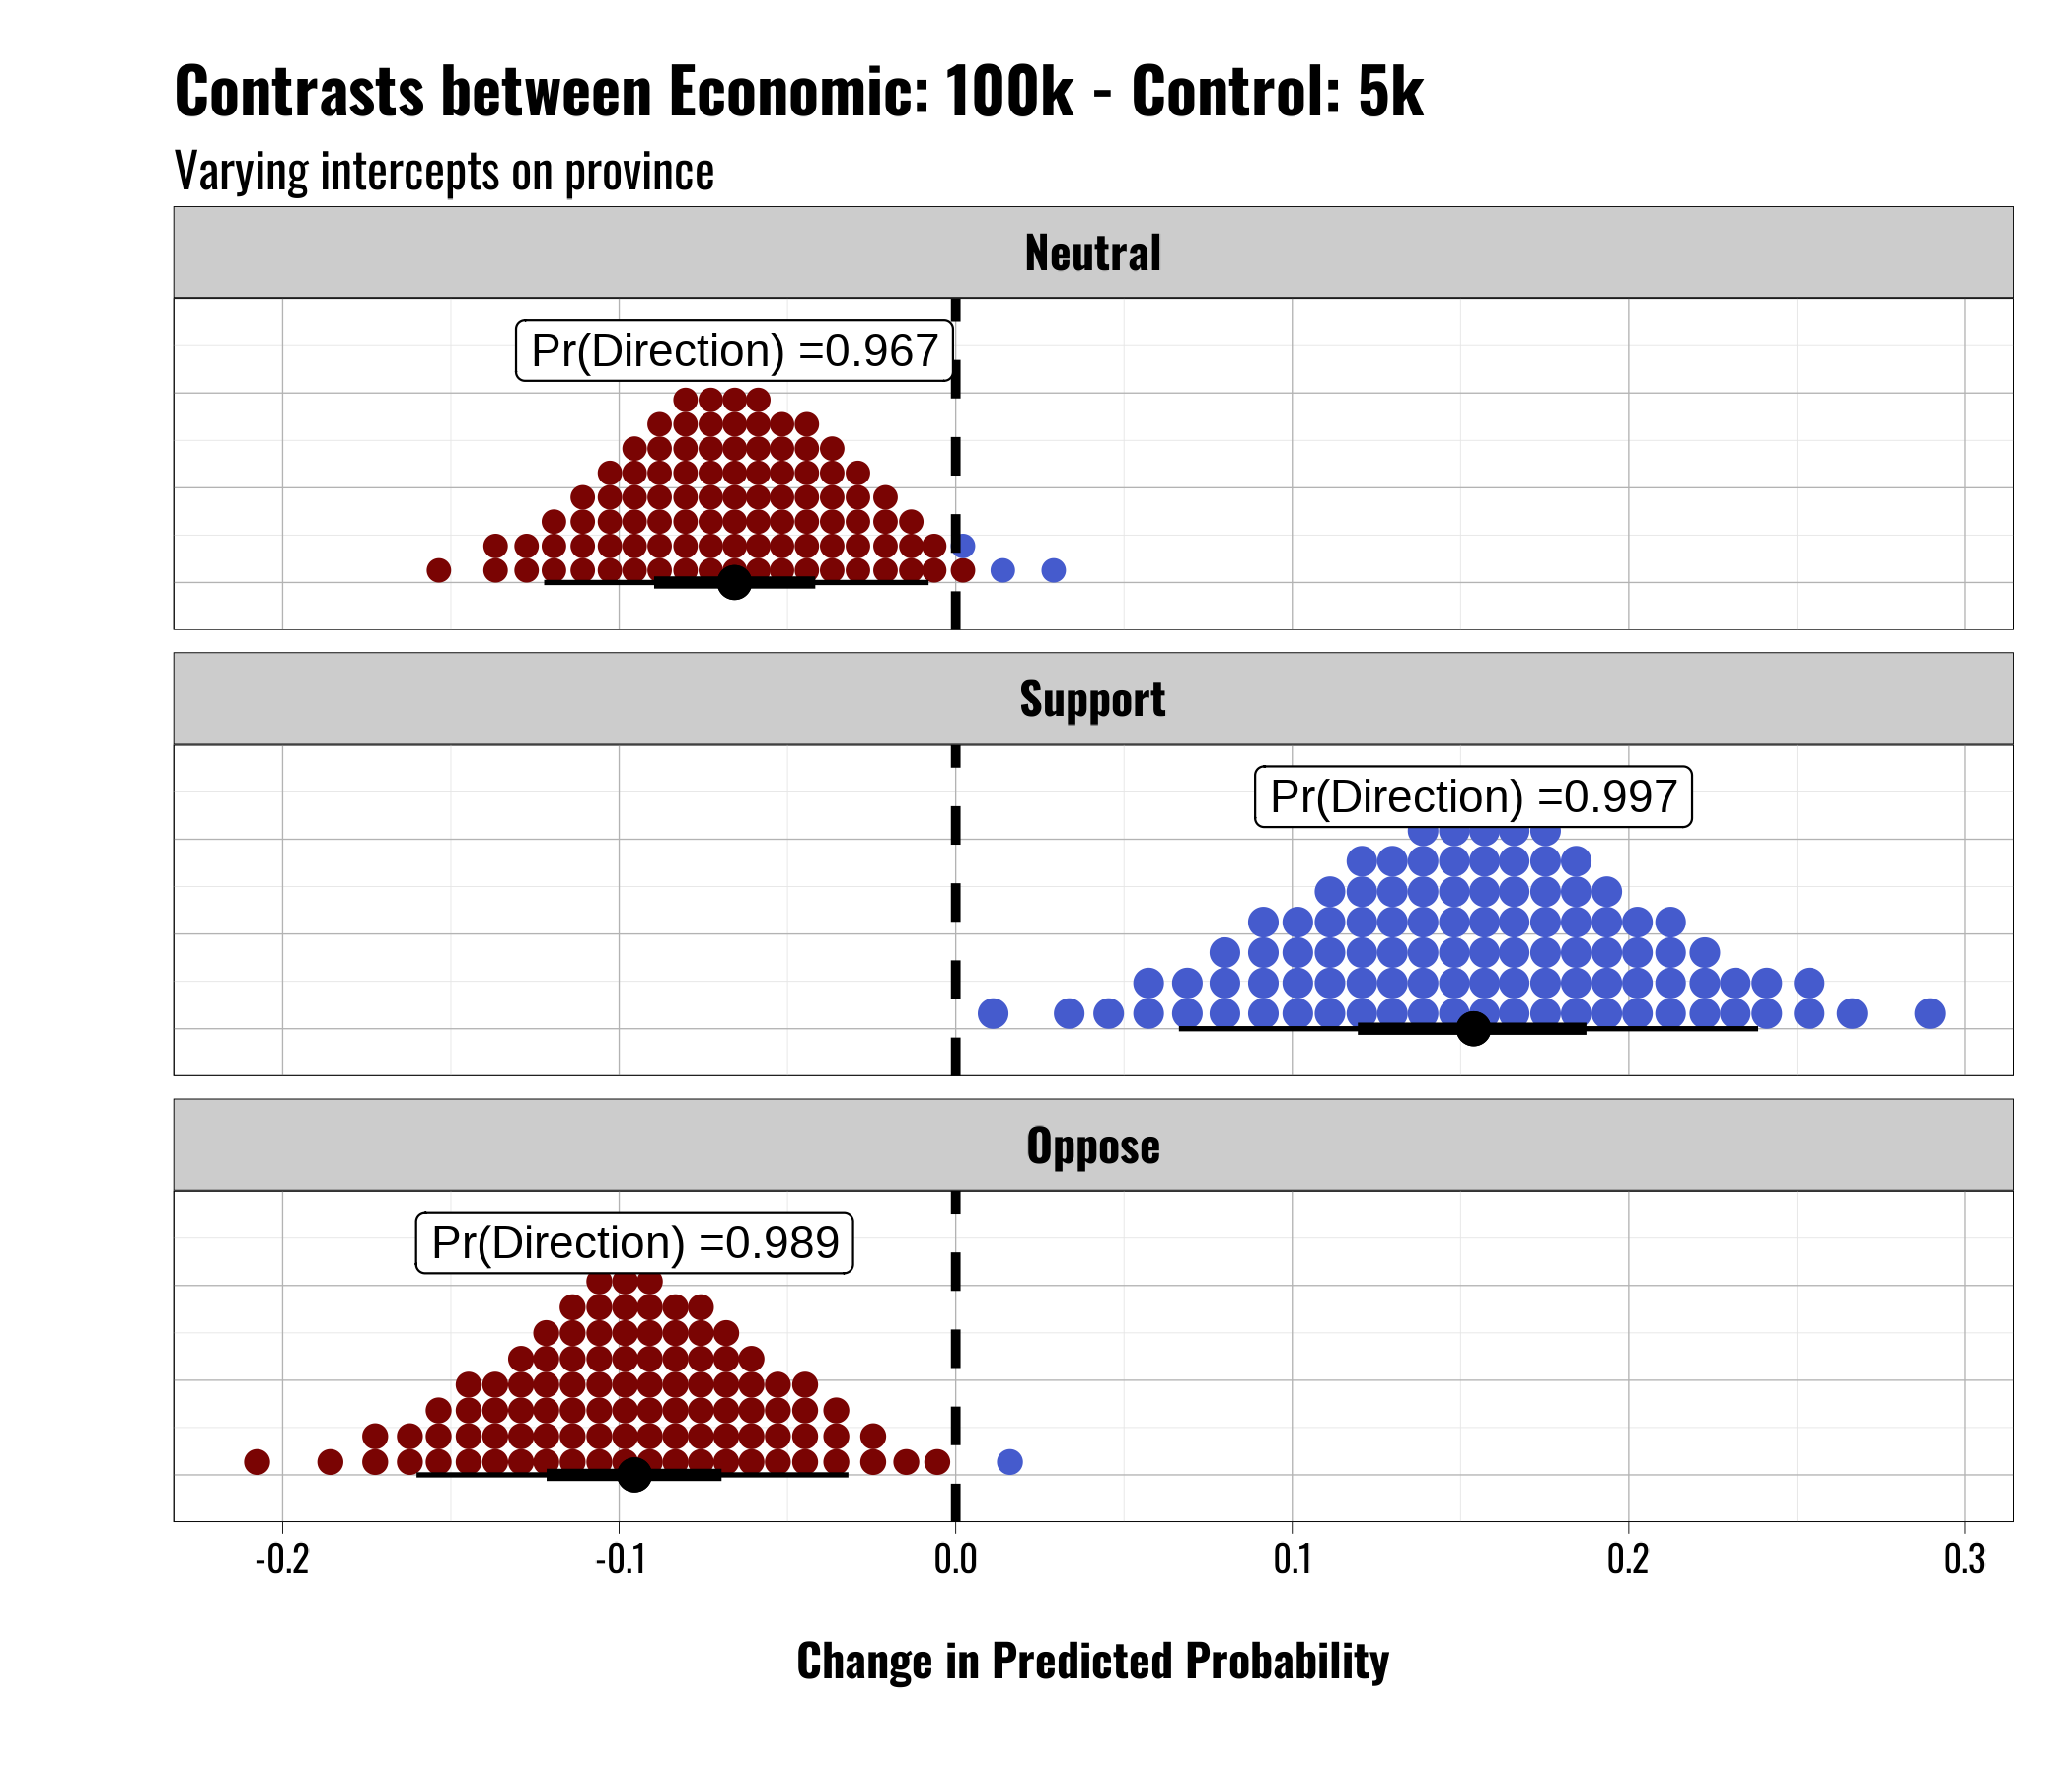 Contrasts between Economic: 100k - Control: 5k
Varying intercepts on province
Neutral
Pr(Direction) =0.967
Support
Pr(Direction) =0.997
Oppose
Pr(Direction) =0.989
-0.2 -0.1 0.0 0.1 0.2 0.3
Change in Predicted Probability